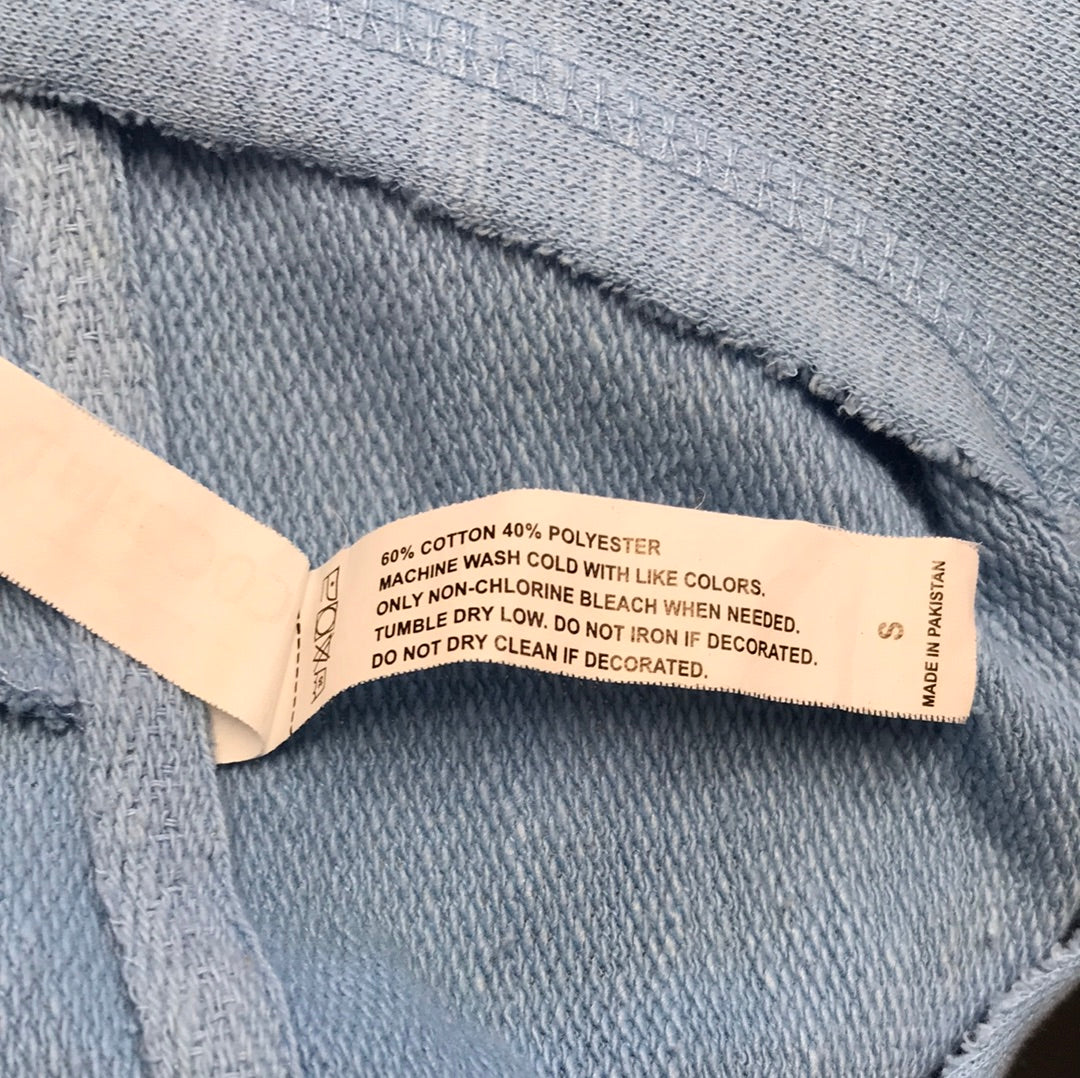 60% COTTON 40% POLYESTER
MACHINE WASH COLD WITH LIKE COLORS.
ONLY NON-CHLORINE BLEACH WHEN NEEDED.
TUMBLE DRY LOW. DO NOT IRON IF DECORATED.
DO NOT DRY CLEAN IF DECORATED.
S
MADE IN PAKISTAN